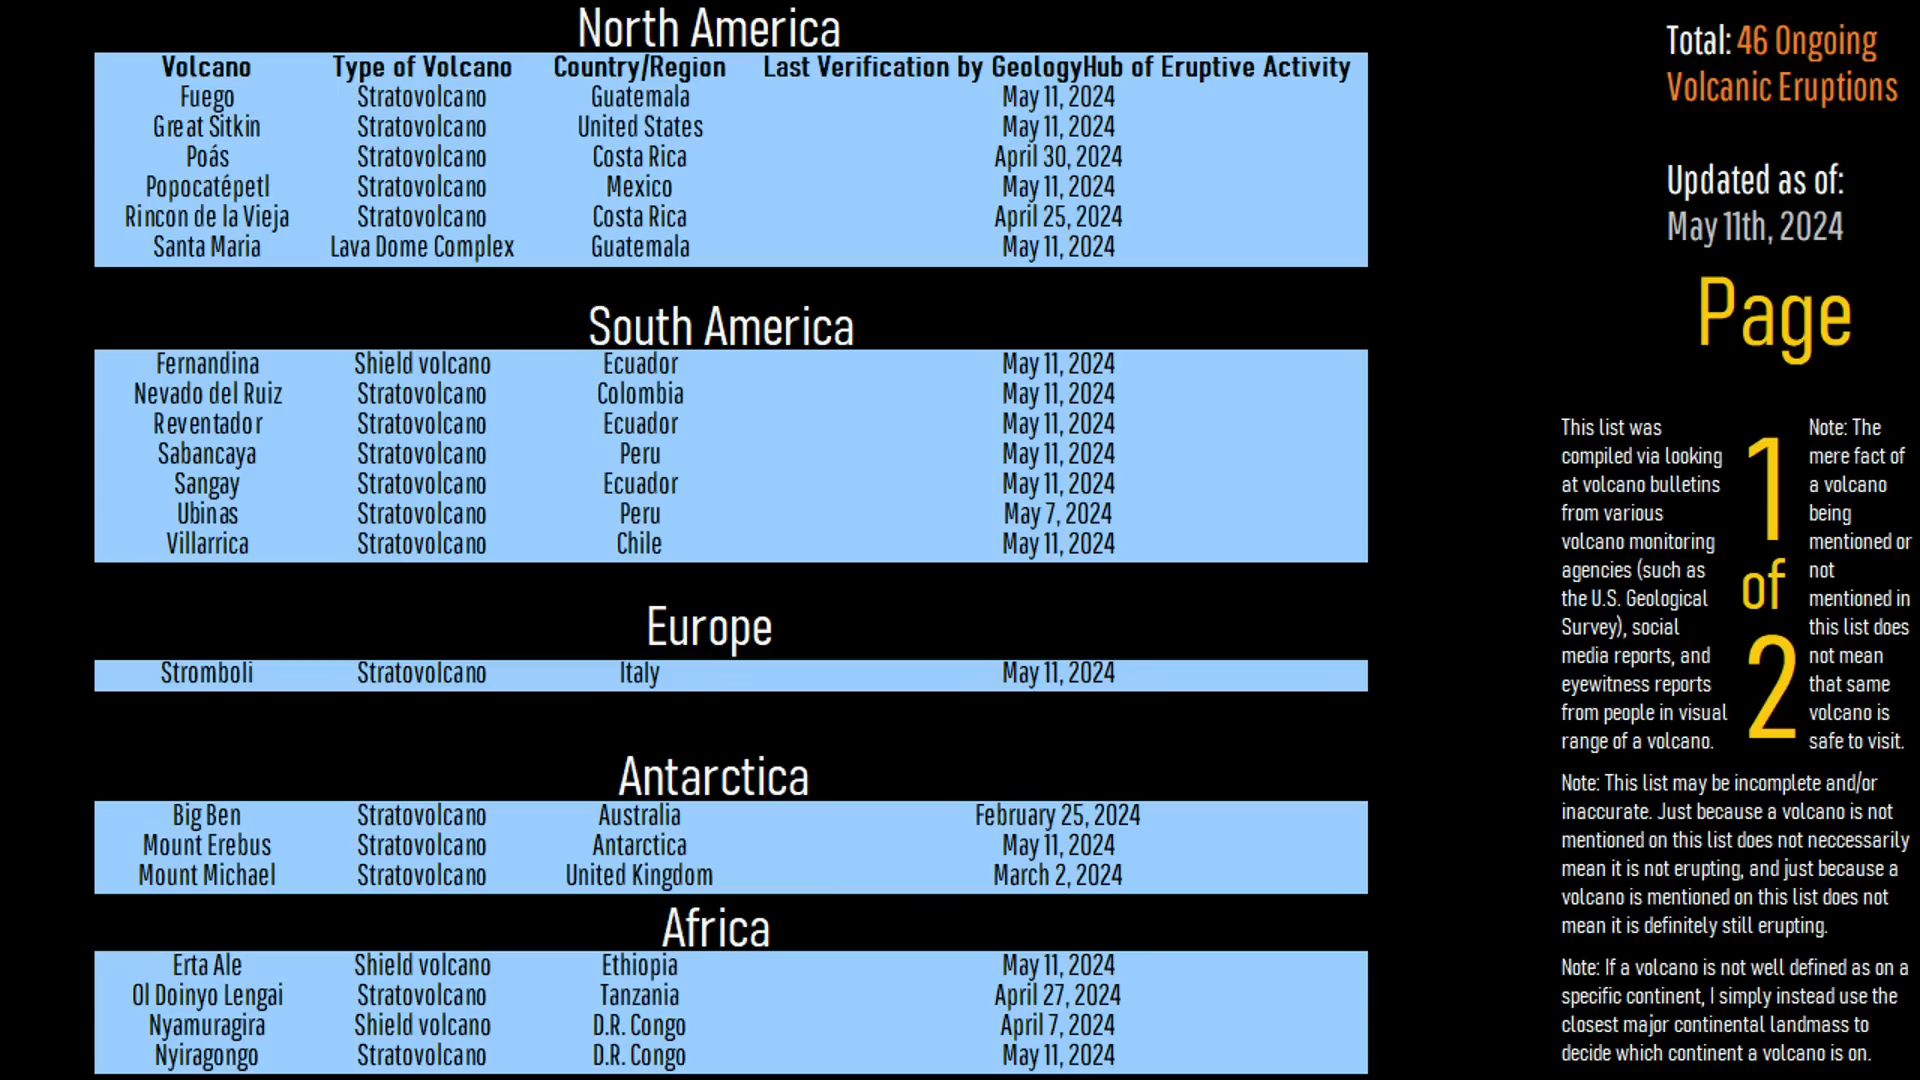 North America
Volcano Type of Volcano Country/Region Last Verification by GeologyHub of Eruptive Activity
Fuego Stratovolcano Guatemala May 11, 2024
Great Sitkin Stratovolcano United States May 11, 2024
Poás Stratovolcano Costa Rica April 30, 2024
Popocatépetl Stratovolcano Mexico May 11, 2024
Rincon de la Vieja Stratovolcano Costa Rica April 25, 2024
Santa Maria Lava Dome Complex Guatemala May 11, 2024
South America
Fernandina Shield volcano Ecuador May 11, 2024
Nevado del Ruiz Stratovolcano Colombia May 11, 2024
Reventador Stratovolcano Ecuador May 11, 2024
Sabancaya Stratovolcano Peru May 11, 2024
Sangay Stratovolcano Ecuador May 11, 2024
Ubinas Stratovolcano Peru May 7, 2024
Villarrica Stratovolcano Chile May 11, 2024
Europe
Stromboli Stratovolcano Italy May 11, 2024
Antarctica
Big Ben Stratovolcano Australia February 25, 2024
Mount Erebus Stratovolcano Antarctica May 11, 2024
Mount Michael Stratovolcano United Kingdom March 2, 2024
Africa
Erta Ale Shield volcano Ethiopia May 11, 2024
Ol Doinyo Lengai Stratovolcano Tanzania April 27, 2024
Nyamuragira Shield volcano D.R. Congo April 7, 2024
Nyiragongo Stratovolcano D.R. Congo May 11, 2024
Total: 46 Ongoing
Volcanic Eruptions
Updated as of:
May 11th, 2024
Page
1
of
2
This list was
compiled via looking
at volcano bulletins
from various
volcano monitoring
agencies (such as
the U.S. Geological
Survey), social
media reports, and
eyewitness reports
from people in visual
range of a volcano.
Note: The
mere fact of
a volcano
being
mentioned or
not
mentioned in
this list does
not mean
that same
volcano is
safe to visit.
Note: This list may be incomplete and/or
inaccurate. Just because a volcano is not
mentioned on this list does not neccessarily
mean it is not erupting, and just because a
volcano is mentioned on this list does not
mean it is definitely still erupting.
Note: If a volcano is not well defined as on a
specific continent, I simply instead use the
closest major continental landmass to
decide which continent a volcano is on.